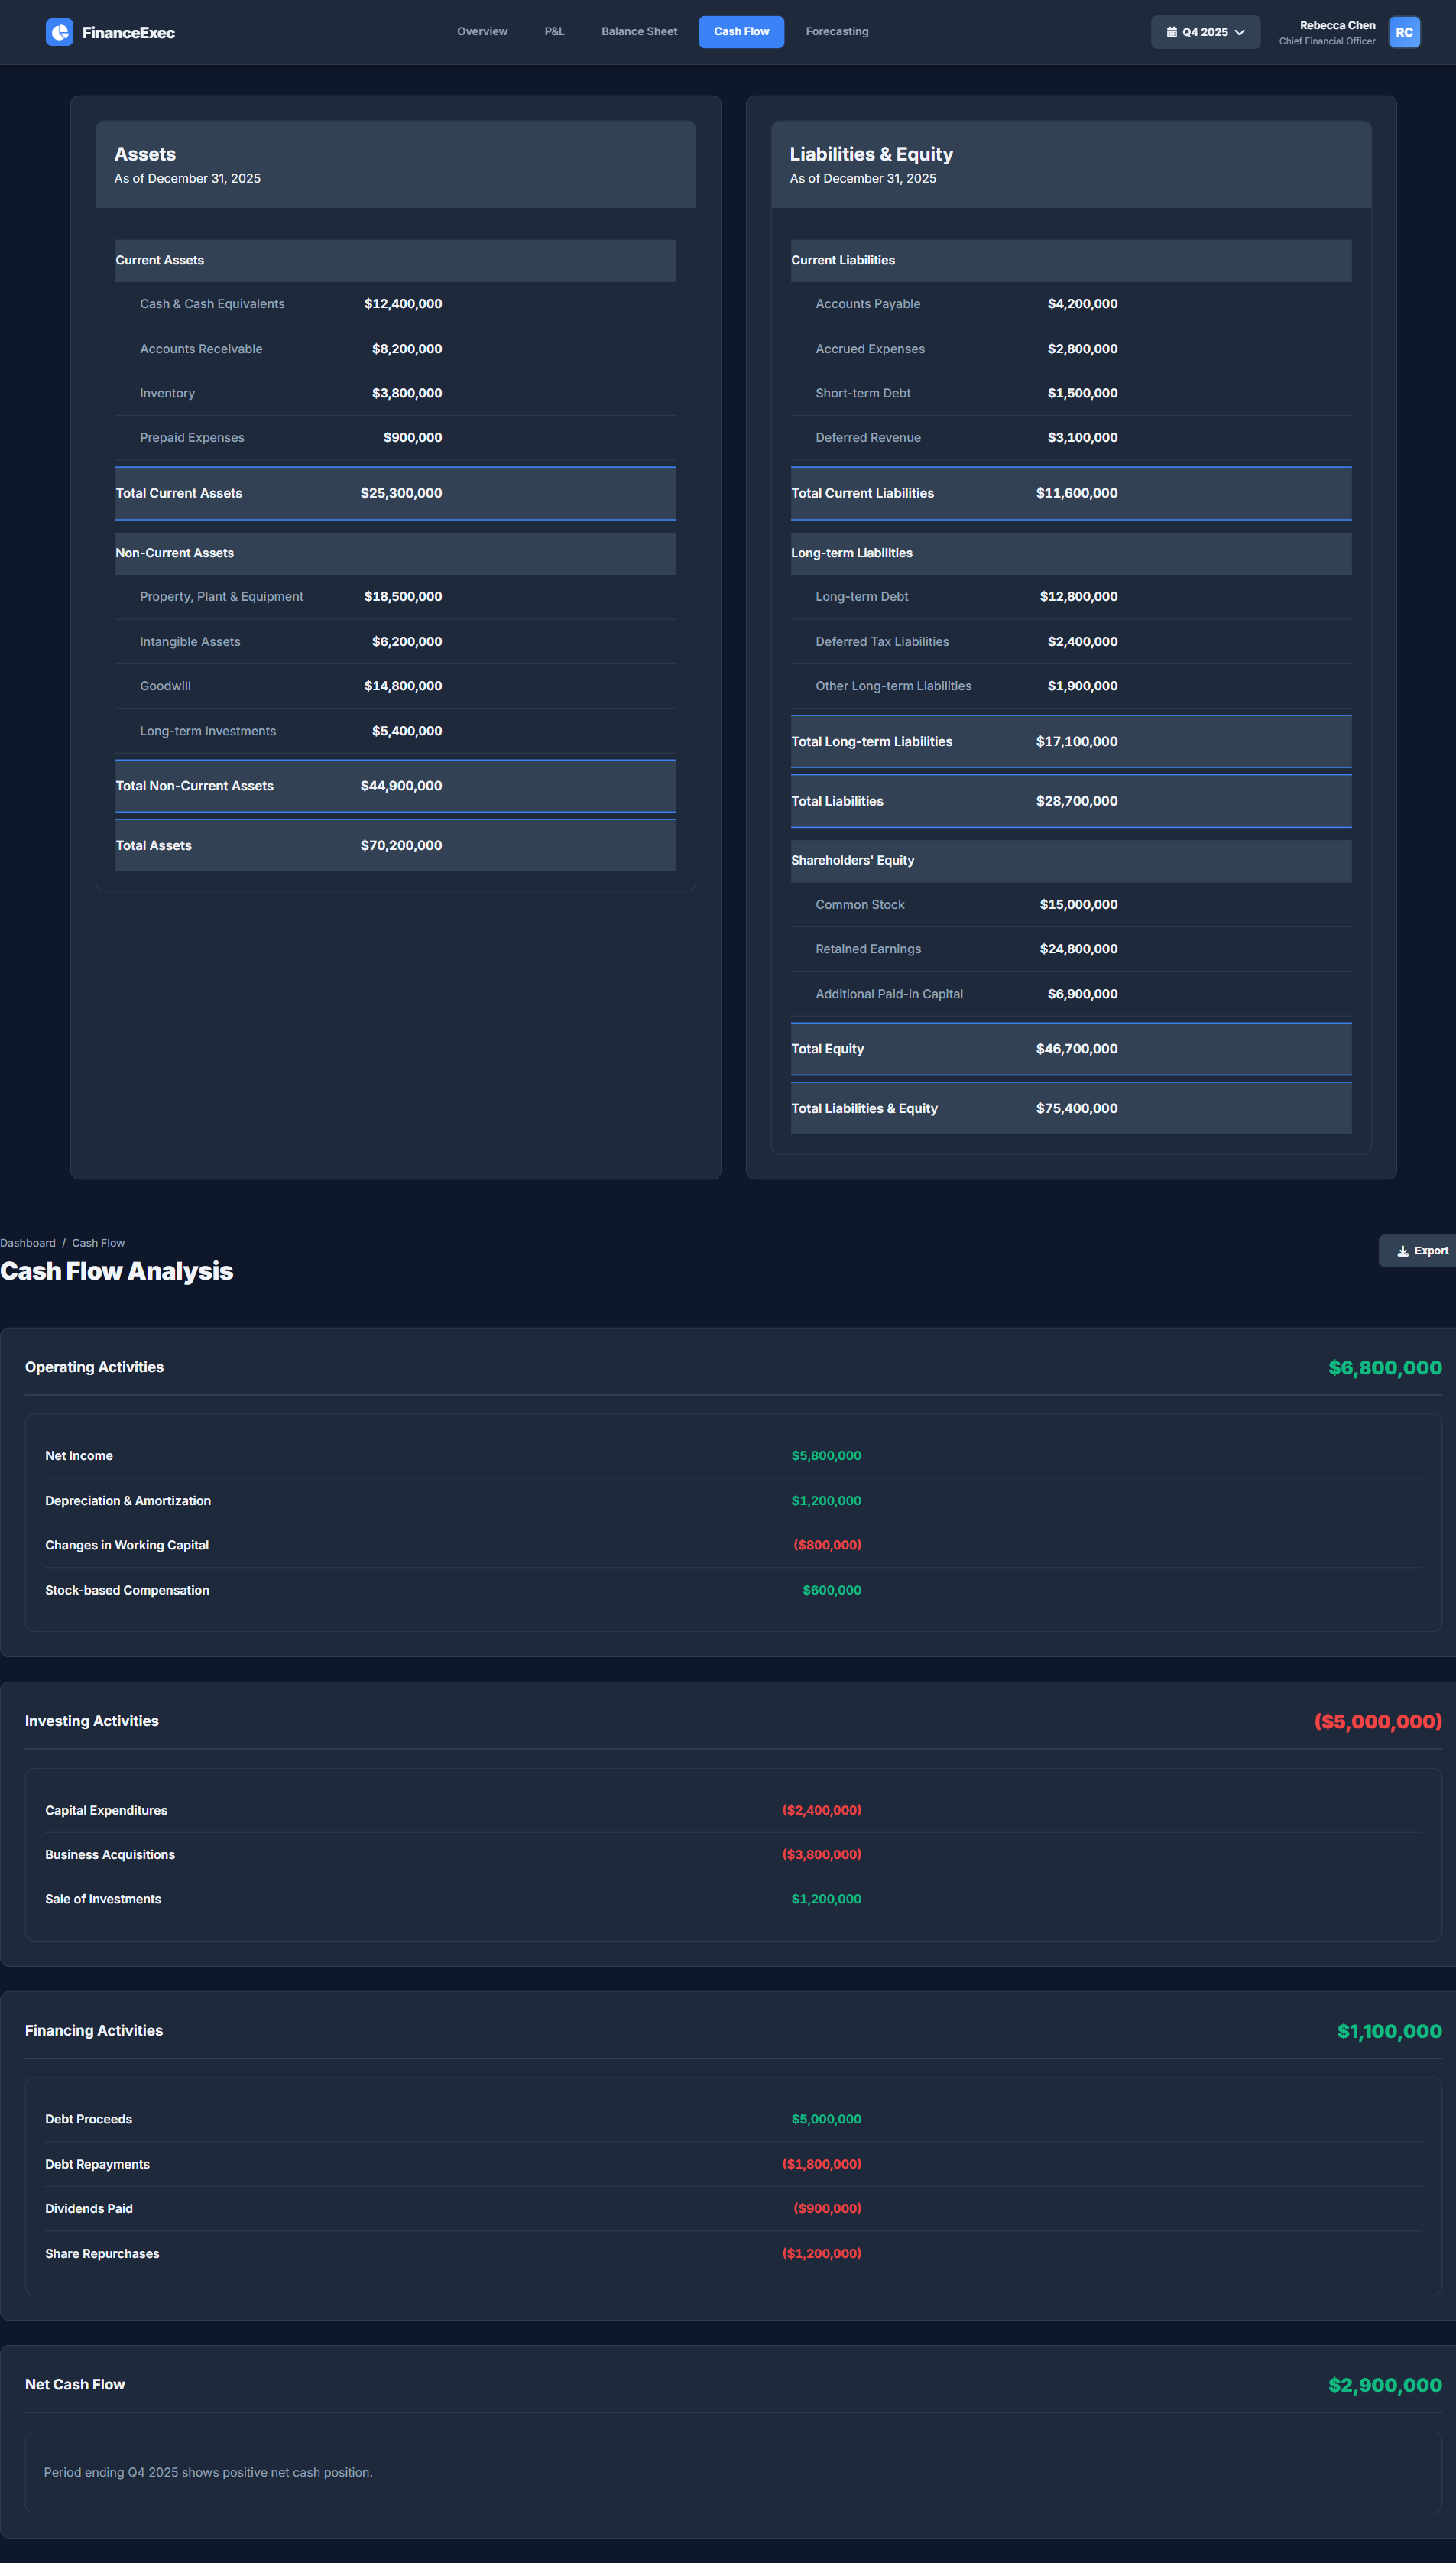 FinanceExec
Overview
P&L
Balance Sheet
Cash Flow
Forecasting
Q4 2025
Rebecca Chen
Chief Financial Officer
RC
Assets
As of December 31, 2025
Current Assets
Cash & Cash Equivalents $12,400,000
Accounts Receivable $8,200,000
Inventory $3,800,000
Prepaid Expenses $900,000
Total Current Assets $25,300,000
Non-Current Assets
Property, Plant & Equipment $18,500,000
Intangible Assets $6,200,000
Goodwill $14,800,000
Long-term Investments $5,400,000
Total Non-Current Assets $44,900,000
Total Assets $70,200,000
Liabilities & Equity
As of December 31, 2025
Current Liabilities
Accounts Payable $4,200,000
Accrued Expenses $2,800,000
Short-term Debt $1,500,000
Deferred Revenue $3,100,000
Total Current Liabilities $11,600,000
Long-term Liabilities
Long-term Debt $12,800,000
Deferred Tax Liabilities $2,400,000
Other Long-term Liabilities $1,900,000
Total Long-term Liabilities $17,100,000
Total Liabilities $28,700,000
Shareholders' Equity
Common Stock $15,000,000
Retained Earnings $24,800,000
Additional Paid-in Capital $6,900,000
Total Equity $46,700,000
Total Liabilities & Equity $75,400,000
Dashboard / Cash Flow
Cash Flow Analysis
Export
Operating Activities $6,800,000
Net Income $5,800,000
Depreciation & Amortization $1,200,000
Changes in Working Capital ($800,000)
Stock-based Compensation $600,000
Investing Activities ($5,000,000)
Capital Expenditures ($2,400,000)
Business Acquisitions ($3,800,000)
Sale of Investments $1,200,000
Financing Activities $1,100,000
Debt Proceeds $5,000,000
Debt Repayments ($1,800,000)
Dividends Paid ($900,000)
Share Repurchases ($1,200,000)
Net Cash Flow $2,900,000
Period ending Q4 2025 shows positive net cash position.